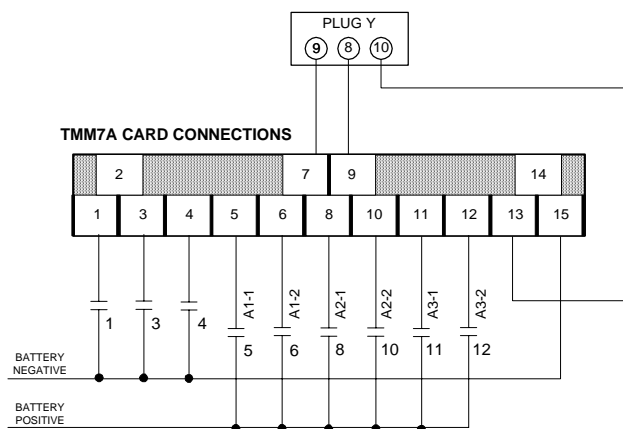 PLUG Y
9 8 10
TMM7A CARD CONNECTIONS
2 7 9 14
1 3 4 5 6 8 10 11 12 13 15
A1-1 A1-2 A2-1 A2-2 A3-1 A3-2
1 3 4 5 6 8 10 11 12
BATTERY
NEGATIVE
BATTERY
POSITIVE